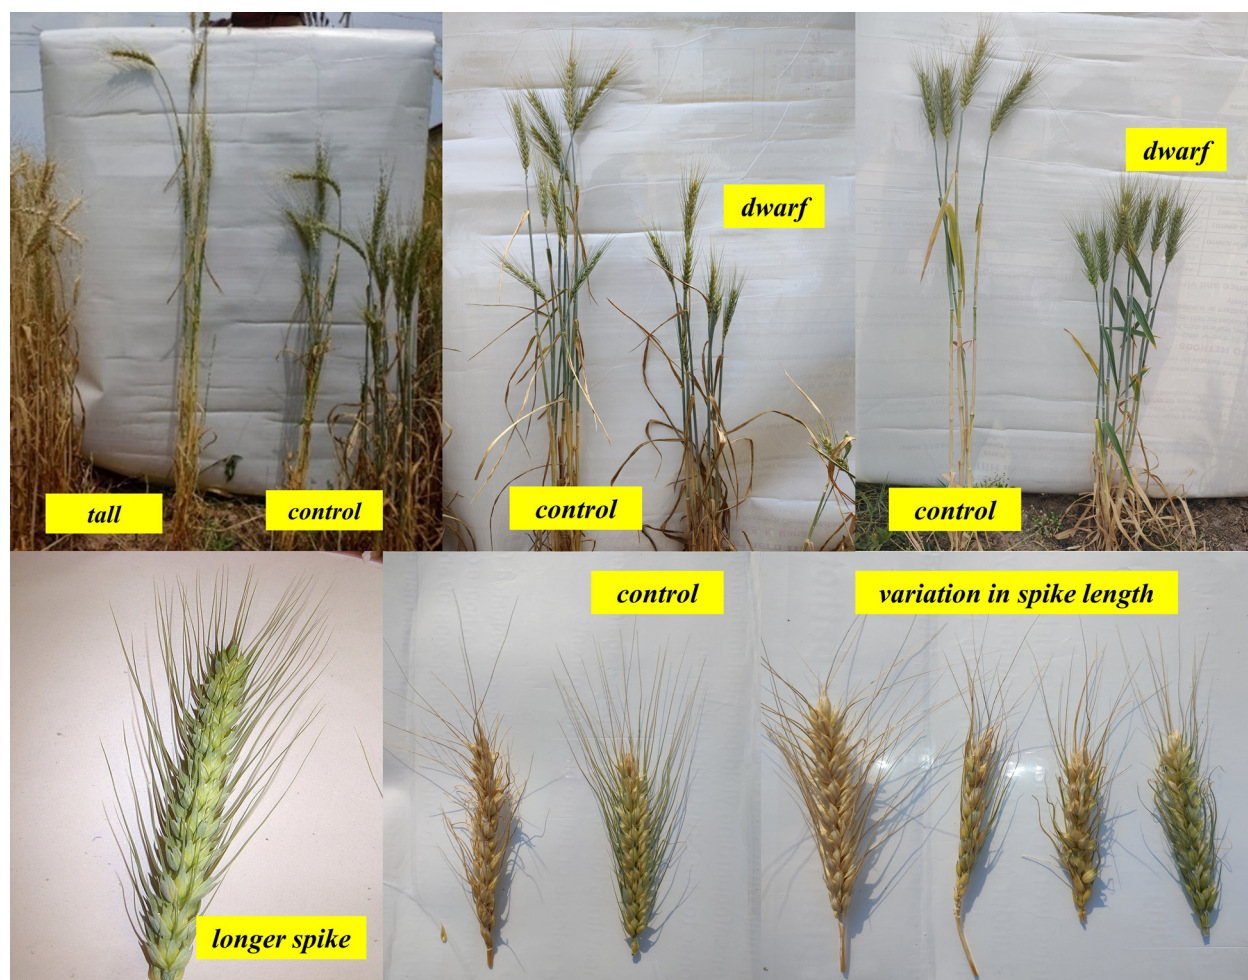 tall
control
control
dwarf
control
dwarf
longer spike
control
variation in spike length